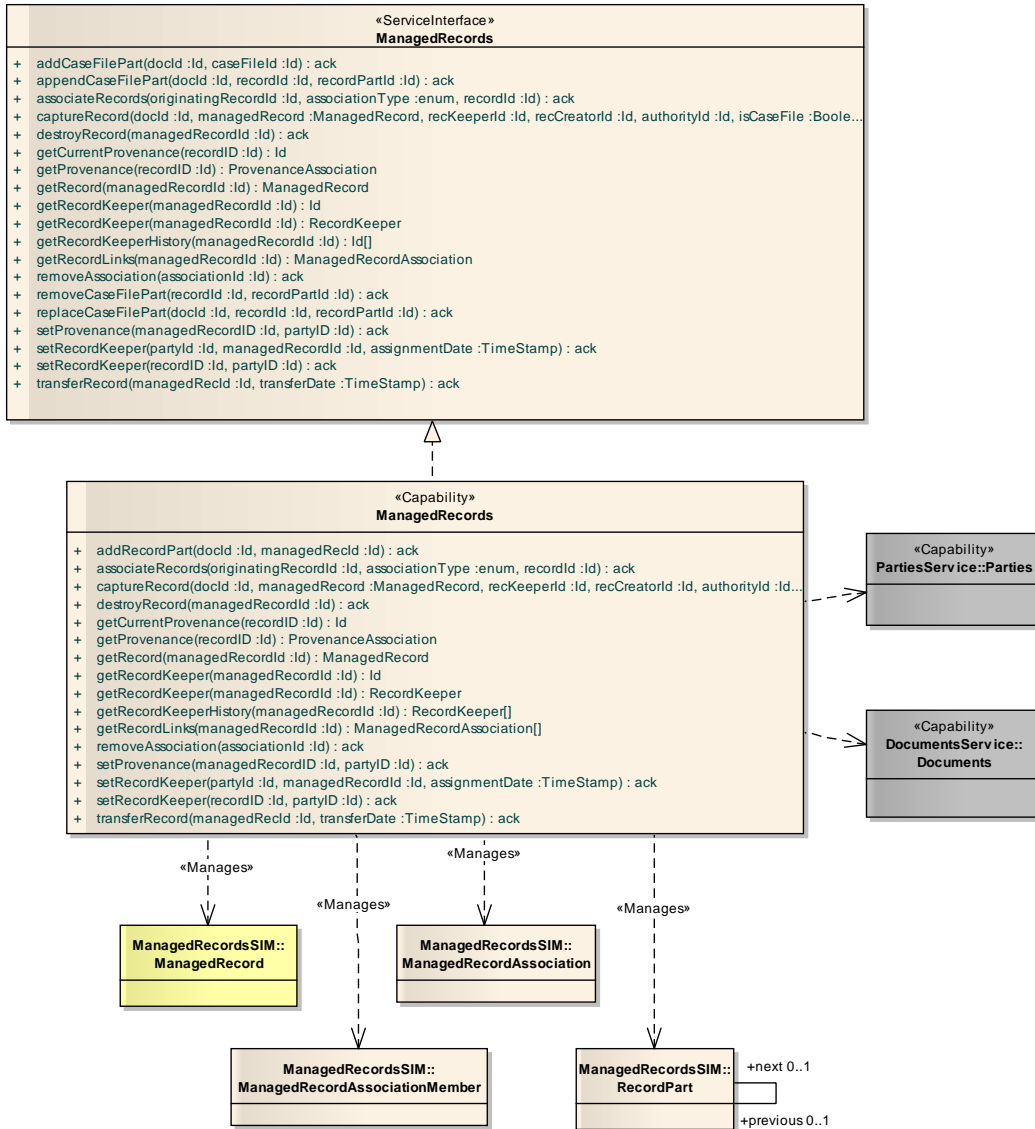 «ServiceInterface»
ManagedRecords
+ addCaseFilePart(docId :Id, caseFileId :Id) : ack
+ appendCaseFilePart(docId :Id, recordId :Id, recordPartId :Id) : ack
+ associateRecords(originatingRecordId :Id, associationType :enum, recordId :Id) : ack
+ captureRecord(docId :Id, managedRecord :ManagedRecord, recKeeperId :Id, recCreatorId :Id, authorityId :Id, isCaseFile :Boole...
+ destroyRecord(managedRecordId :Id) : ack
+ getCurrentProvenance(recordID :Id) : Id
+ getProvenance(recordID :Id) : ProvenanceAssociation
+ getRecord(managedRecordId :Id) : ManagedRecord
+ getRecordKeeper(managedRecordId :Id) : Id
+ getRecordKeeper(managedRecordId :Id) : RecordKeeper
+ getRecordKeeperHistory(managedRecordId :Id) : Id[]
+ getRecordLinks(managedRecordId :Id) : ManagedRecordAssociation
+ removeAssociation(associationId :Id) : ack
+ removeCaseFilePart(recordId :Id, recordPartId :Id) : ack
+ replaceCaseFilePart(docId :Id, recordId :Id, recordPartId :Id) : ack
+ setProvenance(managedRecordID :Id, partyID :Id) : ack
+ setRecordKeeper(partyId :Id, managedRecordId :Id, assignmentDate :TimeStamp) : ack
+ setRecordKeeper(recordID :Id, partyID :Id) : ack
+ transferRecord(managedRecId :Id, transferDate :TimeStamp) : ack
«Capability»
ManagedRecords
+ addRecordPart(docId :Id, managedRecId :Id) : ack
+ associateRecords(originatingRecordId :Id, associationType :enum, recordId :Id) : ack
+ captureRecord(docId :Id, managedRecord :ManagedRecord, recKeeperId :Id, recCreatorId :Id, authorityId :Id...
+ destroyRecord(managedRecordId :Id) : ack
+ getCurrentProvenance(recordID :Id) : Id
+ getProvenance(recordID :Id) : ProvenanceAssociation
+ getRecord(managedRecordId :Id) : ManagedRecord
+ getRecordKeeper(managedRecordId :Id) : Id
+ getRecordKeeper(managedRecordId :Id) : RecordKeeper
+ getRecordKeeperHistory(managedRecordId :Id) : RecordKeeper[]
+ getRecordLinks(managedRecordId :Id) : ManagedRecordAssociation[]
+ removeAssociation(associationId :Id) : ack
+ setProvenance(managedRecordID :Id, partyID :Id) : ack
+ setRecordKeeper(partyId :Id, managedRecordId :Id, assignmentDate :TimeStamp) : ack
+ setRecordKeeper(recordID :Id, partyID :Id) : ack
+ transferRecord(managedRecId :Id, transferDate :TimeStamp) : ack
«Capability»
PartiesService::Parties
«Capability»
DocumentsService::
Documents
«Manages»
«Manages»
«Manages»
«Manages»
ManagedRecordsSIM::
ManagedRecord
ManagedRecordsSIM::
ManagedRecordAssociation
ManagedRecordsSIM::
ManagedRecordAssociationMember
ManagedRecordsSIM::
RecordPart
+next 0..1
+previous 0..1